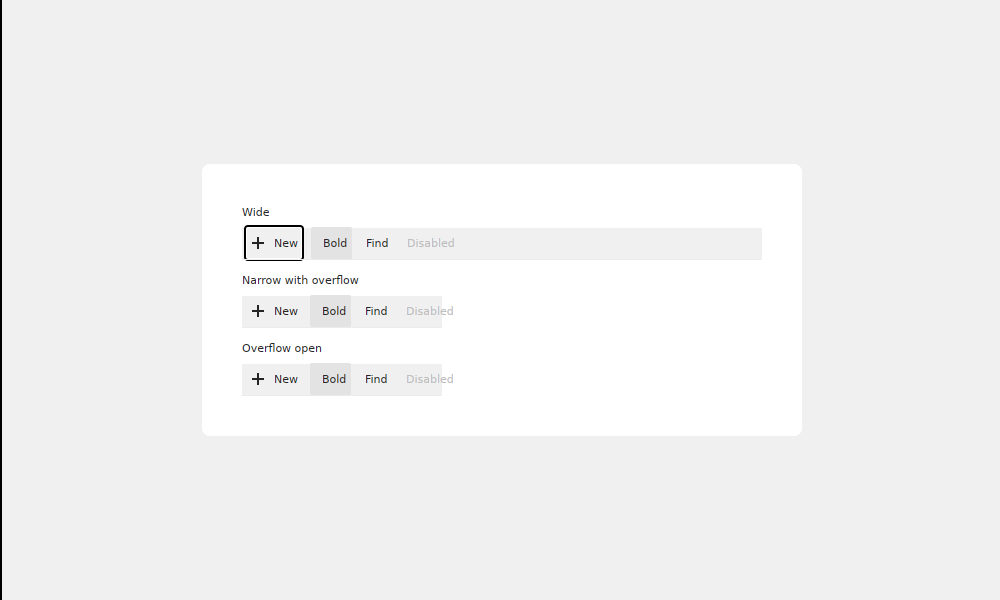 Wide
New Bold Find Disabled
Narrow with overflow
New Bold Find Disabled
Overflow open
New Bold Find Disabled